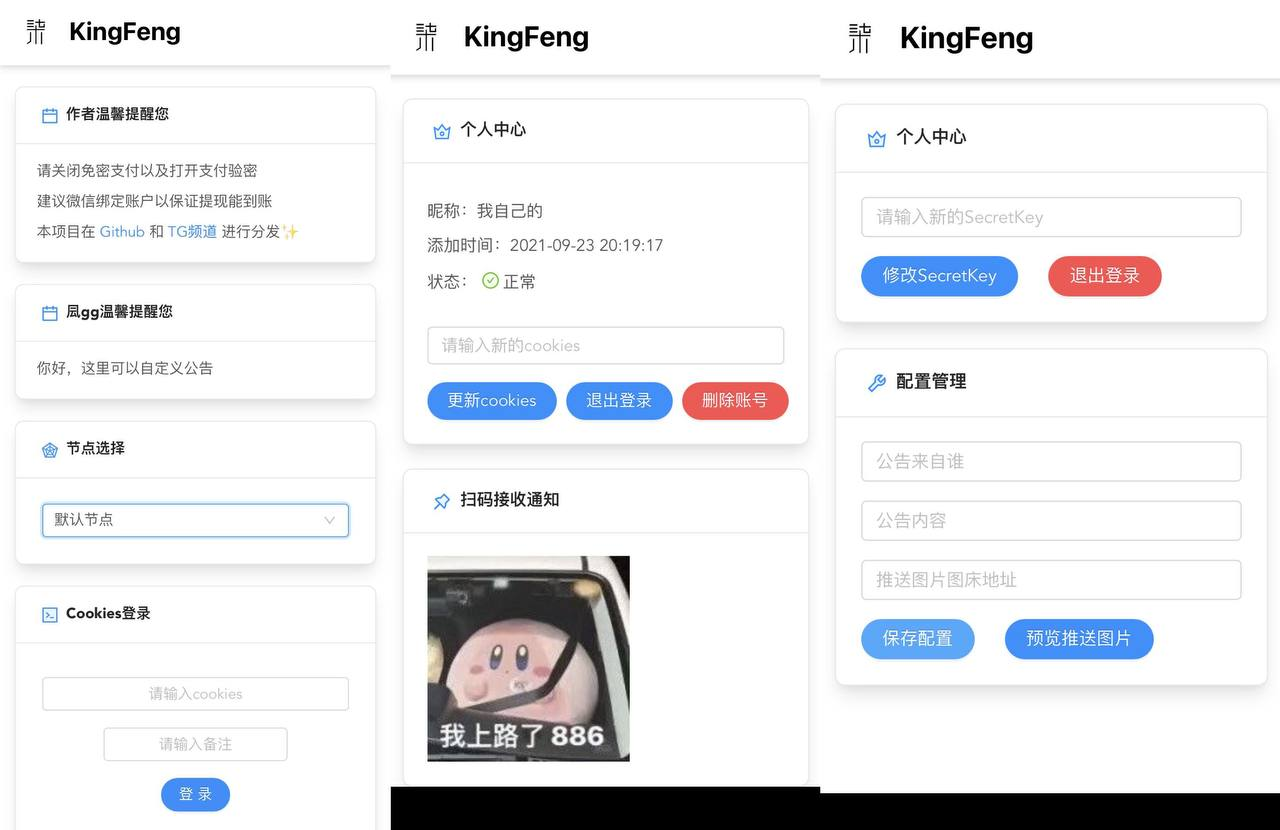 KingFeng
作者温馨提醒您
请关闭免密支付以及打开支付验密
建议微信绑定账户以保证提现能到账
本项目在 Github 和 TG频道 进行分发✨
凤gg温馨提醒您
你好，这里可以自定义公告
节点选择
默认节点
Cookies登录
请输入cookies
请输入备注
登 录
KingFeng
个人中心
昵称：我自己的
添加时间：2021-09-23 20:19:17
状态： 正常
请输入新的cookies
更新cookies 退出登录 删除账号
扫码接收通知
我上路了 886
KingFeng
个人中心
请输入新的SecretKey
修改SecretKey 退出登录
配置管理
公告来自谁
公告内容
推送图片图床地址
保存配置 预览推送图片